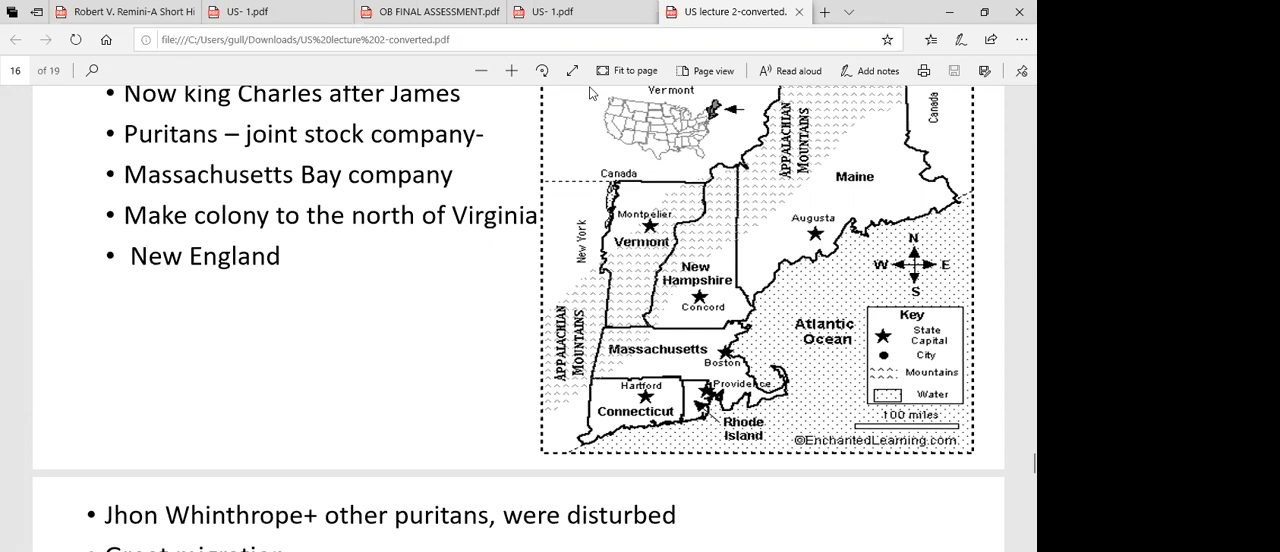 Robert V. Remini-A Short Hi
US- 1.pdf
OB FINAL ASSESSMENT.pdf
US- 1.pdf
US lecture 2-converted.
file:///C:/Users/gull/Downloads/US%20lecture%202-converted.pdf
16 of 19
Fit to page
Page view
Read aloud
Add notes
• Now king Charles after James
• Puritans – joint stock company-
• Massachusetts Bay company
• Make colony to the north of Virginia
• New England
Vermont
Canada
APPALACHIAN
MOUNTAINS
Maine
Augusta
Canada
Montpelier
Vermont
New York
New
Hampshire
Concord
N
W E
S
APPALACHIAN
MOUNTAINS
Massachusetts
Boston
Atlantic
Ocean
Hartford
Connecticut
Providence
Rhode
Island
Key
State
Capital
City
Mountains
Water
100 miles
©EnchantedLearning.com
• Jhon Whinthrope+ other puritans, were disturbed
• Great migration